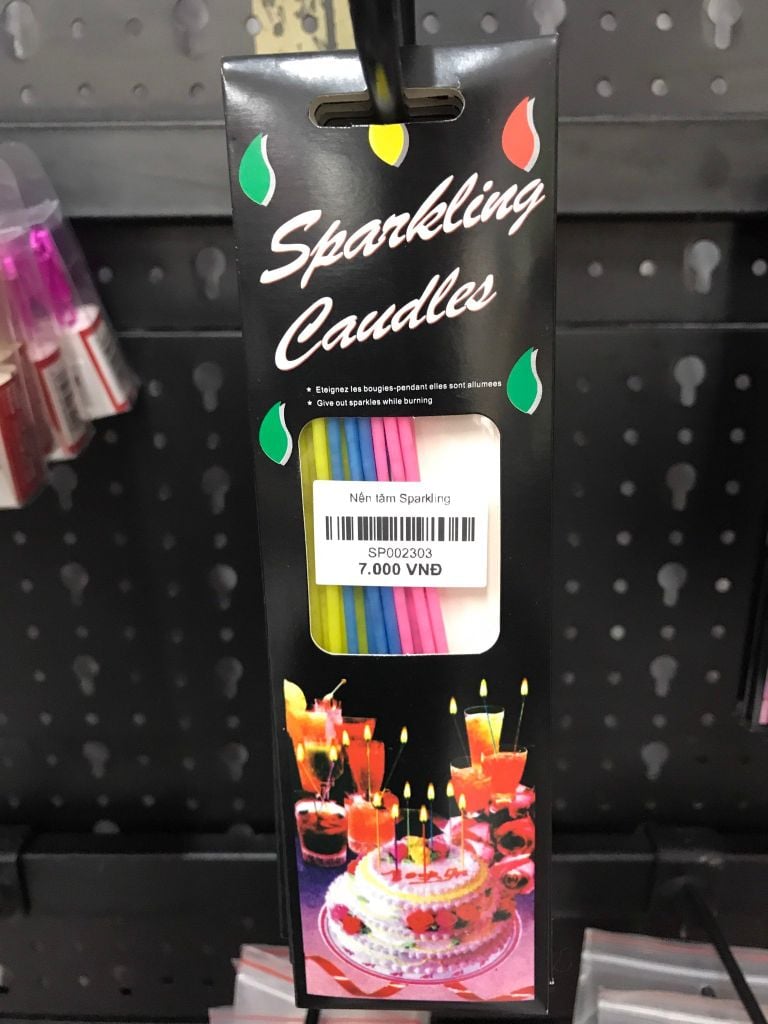 Sparkling
Caudles
* Eteignez les bougies-pendant elles sont allumees
* Give out sparkles while burning
Nến tăm Sparkling
SP002303
7.000 VNĐ